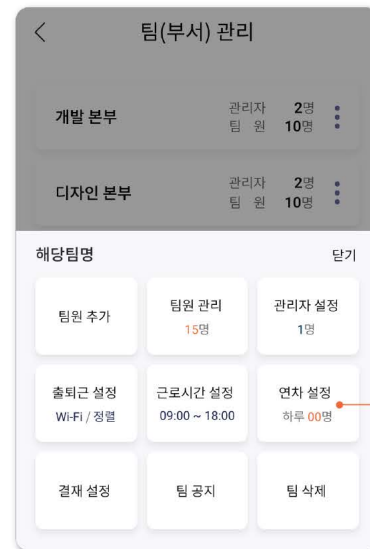 팀(부서) 관리
개발 본부
관리자 2명
팀 원 10명
디자인 본부
관리자 2명
팀 원 10명
해당팀명 닫기
팀원 추가
팀원 관리
15명
관리자 설정
1명
출퇴근 설정
Wi-Fi / 정렬
근로시간 설정
09:00 ~ 18:00
연차 설정
하루 00명
결재 설정
팀 공지
팀 삭제